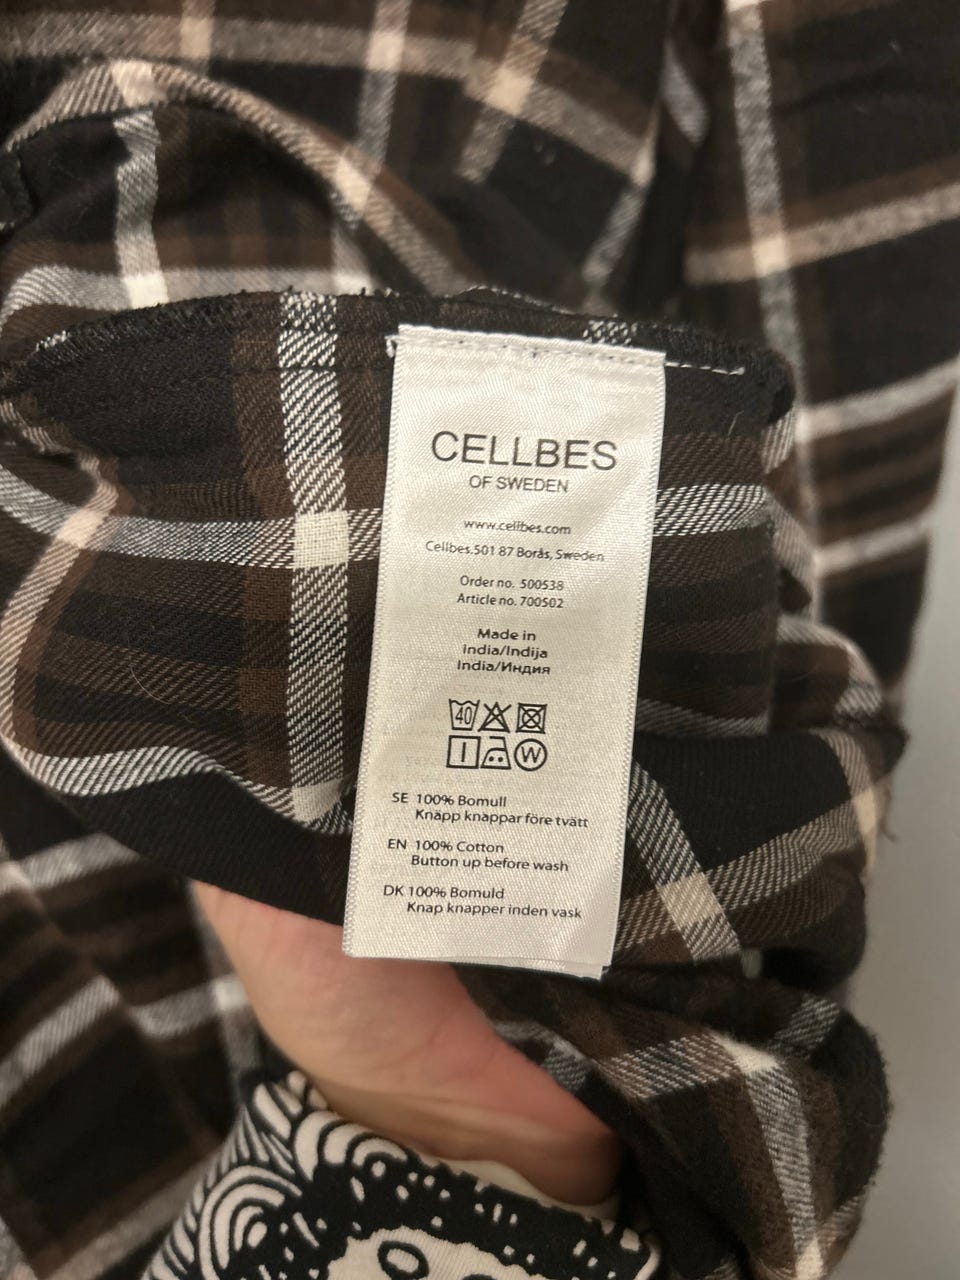 CELLBES
OF SWEDEN
www.cellbes.com
Cellbes.501 87 Borås, Sweden
Order no. 500538
Article no. 700502
Made in
India/Indija
India/Индия
40
W
SE 100% Bomull
Knäpp knappar före tvätt
EN 100% Cotton
Button up before wash
DK 100% Bomuld
Knap knapper inden vask